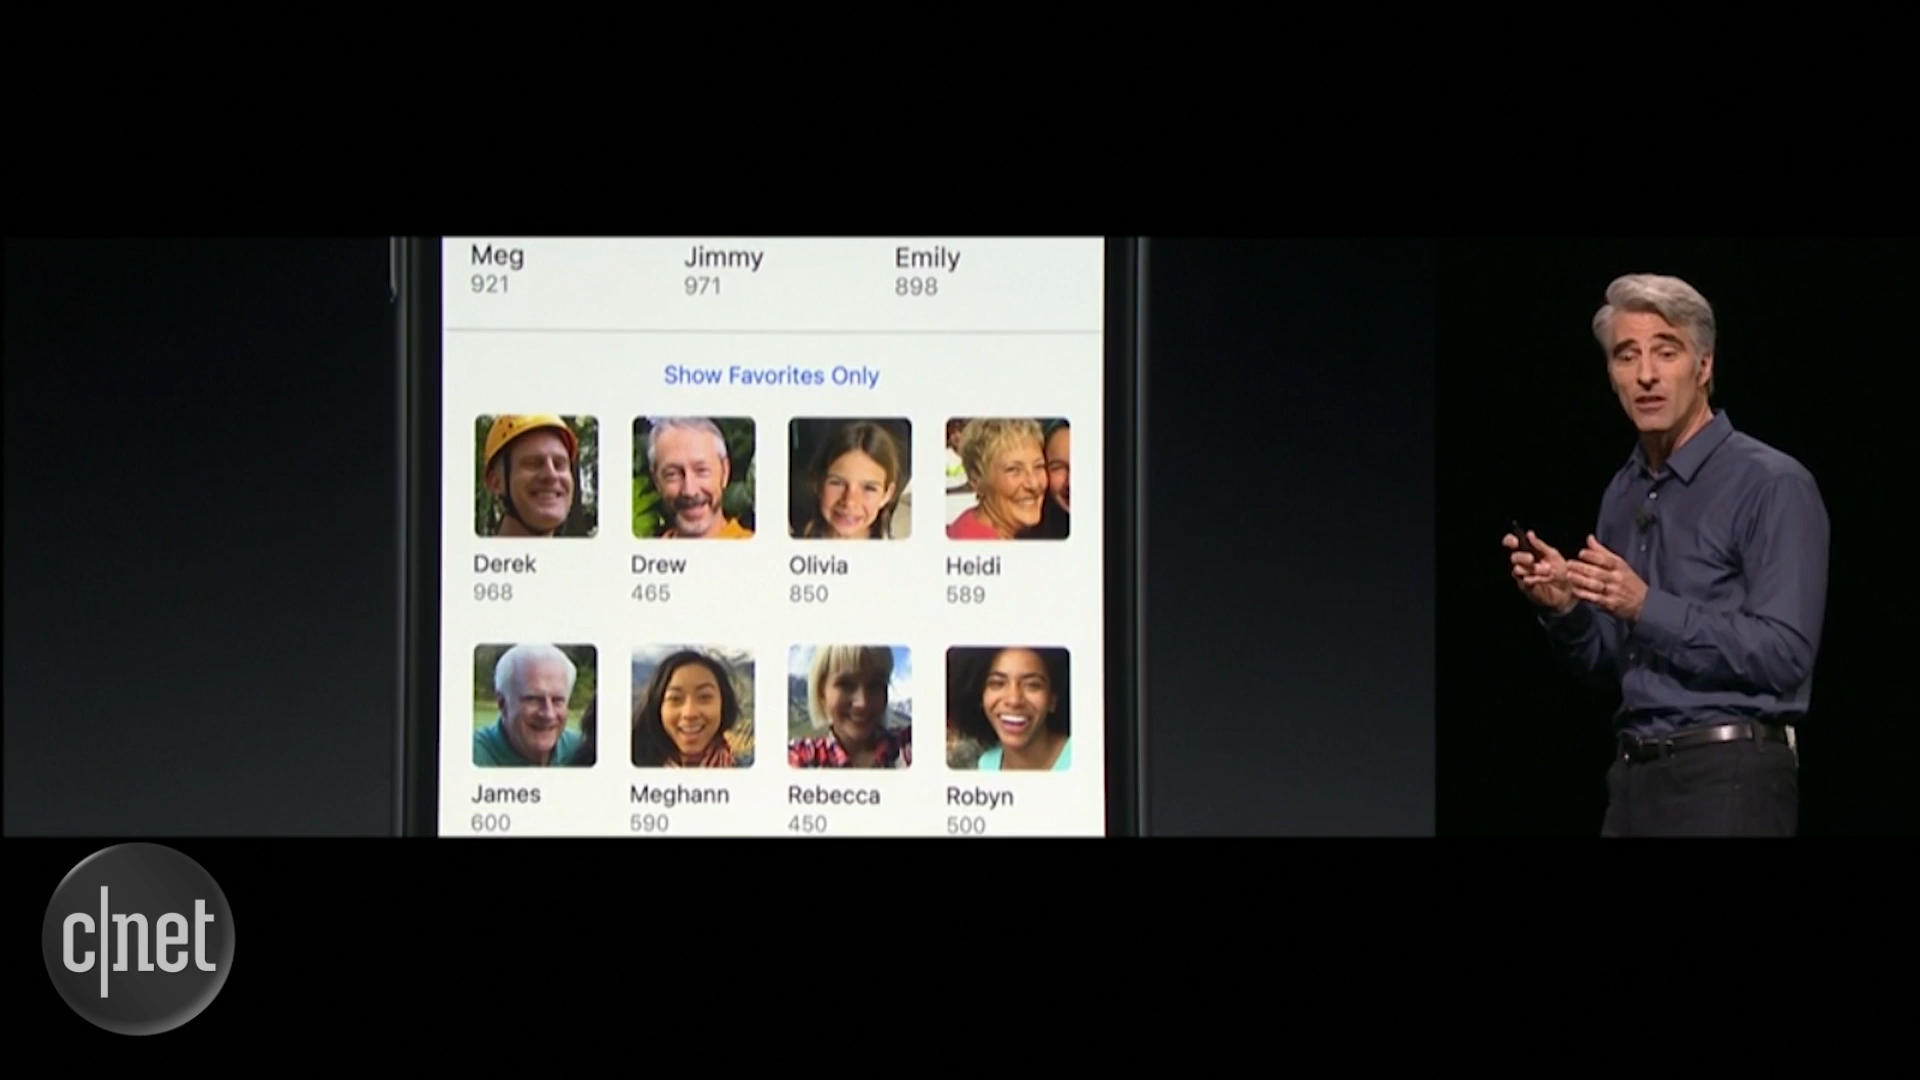 Meg Jimmy Emily
921 971 898
Show Favorites Only
Derek Drew Olivia Heidi
968 465 850 589
James Meghann Rebecca Robyn
600 590 450 500
c|net